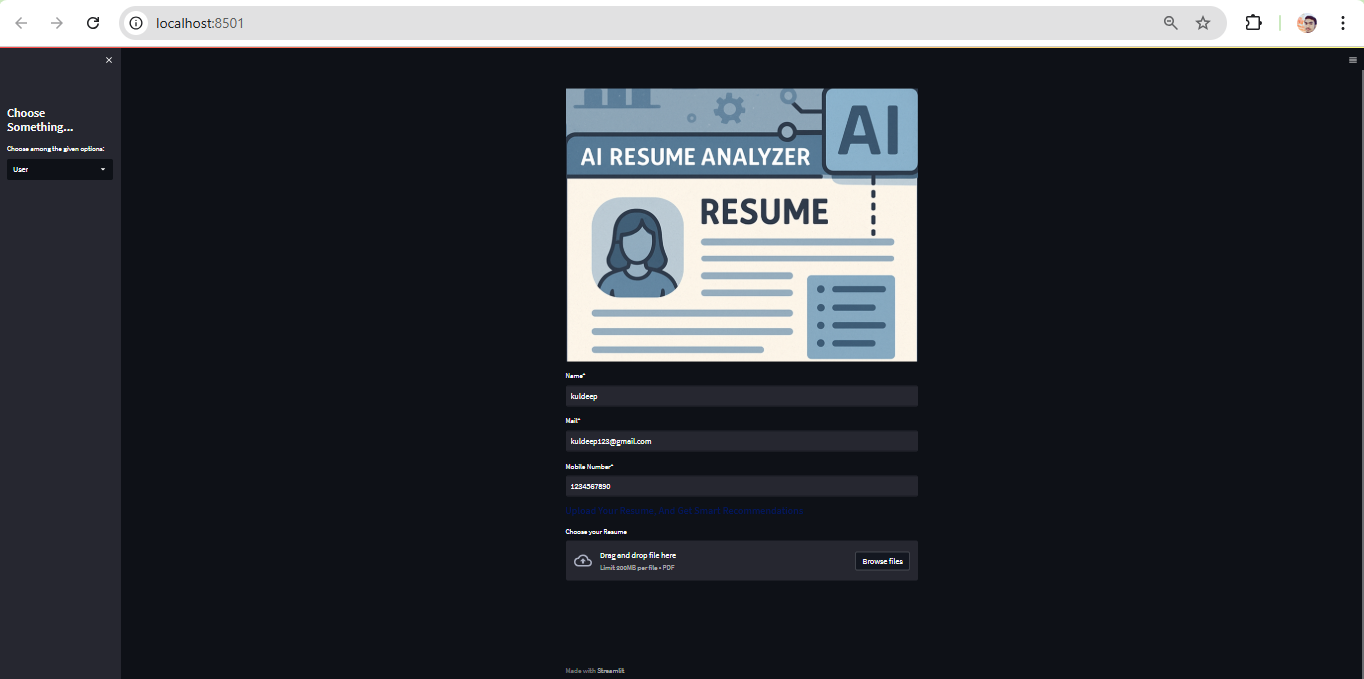 localhost:8501
Choose
Something...
Choose among the given options:
User
AI RESUME ANALYZER
AI
RESUME
Name*
kuldeep
Mail*
kuldeep123@gmail.com
Mobile Number*
1234567890
Upload Your Resume, And Get Smart Recommendations
Choose your Resume
Drag and drop file here
Limit 200MB per file • PDF
Browse files
Made with Streamlit